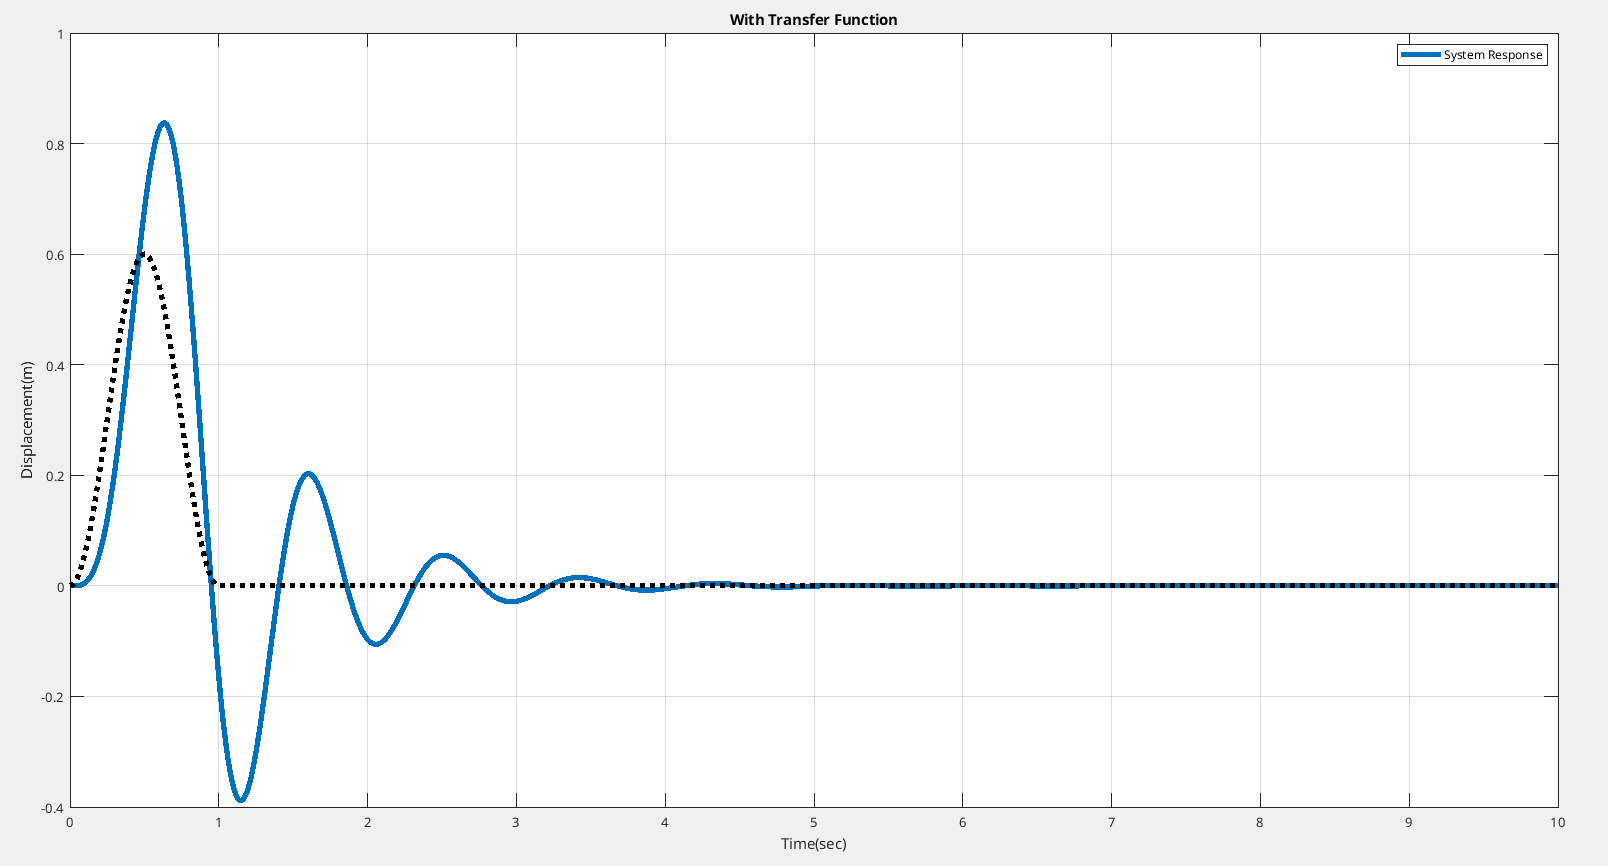 With Transfer Function
System Response
1
0.8
0.6
0.4
0.2
0
-0.2
-0.4
Displacement(m)
0 1 2 3 4 5 6 7 8 9 10
Time(sec)